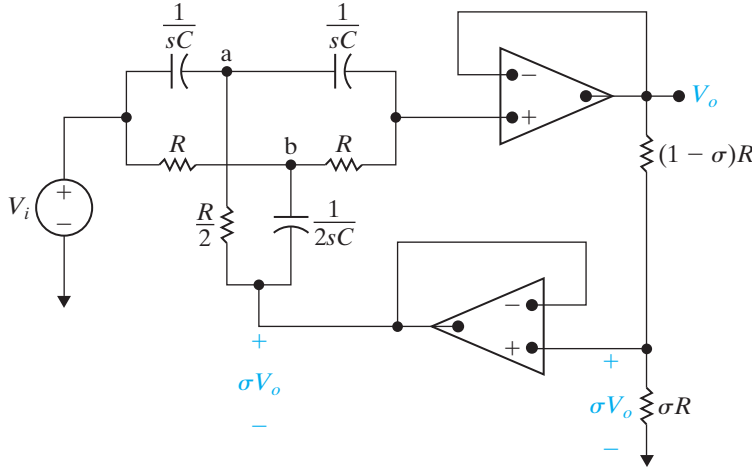 1/sC
a
1/sC
R
b
R
−
+
V_o
(1 − σ)R
V_i
+
−
R/2
1/2sC
−
+
+
σV_o
−
+
σV_o
−
σR